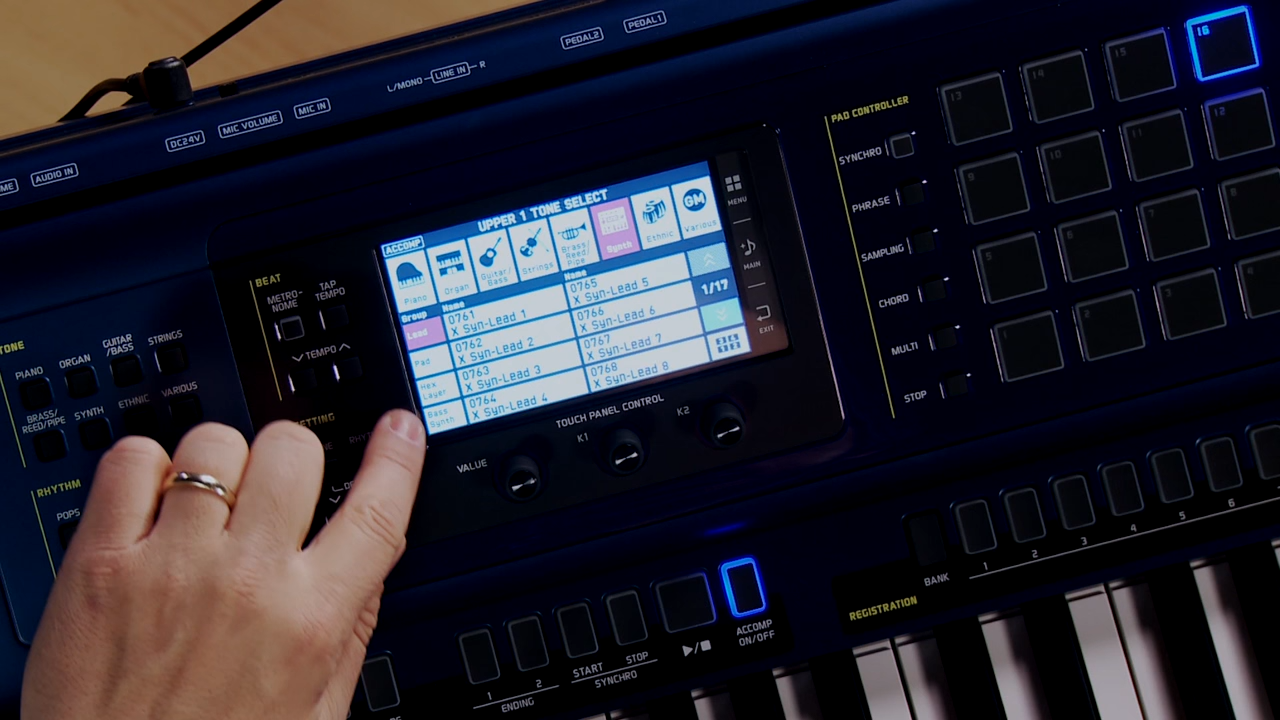 PEDAL2
PEDAL1
L/MONO
LINE IN
R
DC24V
MIC VOLUME
MIC IN
AUDIO IN
PAD CONTROLLER
SYNCHRO
PHRASE
SAMPLING
CHORD
MULTI
STOP
13
14
15
16
9
10
11
12
5
6
7
8
1
2
3
4
ACCOMP
UPPER 1 TONE SELECT
Piano
Organ
Guitar/
Bass
Strings
Brass/
Reed/
Pipe
Synth
Ethnic
GM
Various
Group
Name
Name
Lead
Pad
Hex
Layer
Bass
Synth
0761
X Syn-Lead 1
0762
X Syn-Lead 2
0763
X Syn-Lead 3
0764
X Syn-Lead 4
0765
X Syn-Lead 5
0766
X Syn-Lead 6
0767
X Syn-Lead 7
0768
X Syn-Lead 8
1/17
MENU
MAIN
EXIT
BEAT
METRO-
NOME
TAP
TEMPO
TEMPO
TONE
PIANO
ORGAN
GUITAR
/BASS
STRINGS
BRASS/
REED/PIPE
SYNTH
ETHNIC
VARIOUS
RHYTHM
POPS
TOUCH PANEL CONTROL
VALUE
K1
K2
BANK
1
2
3
4
5
6
REGISTRATION
1
2
ENDING
START
STOP
SYNCHRO
ACCOMP
ON/OFF